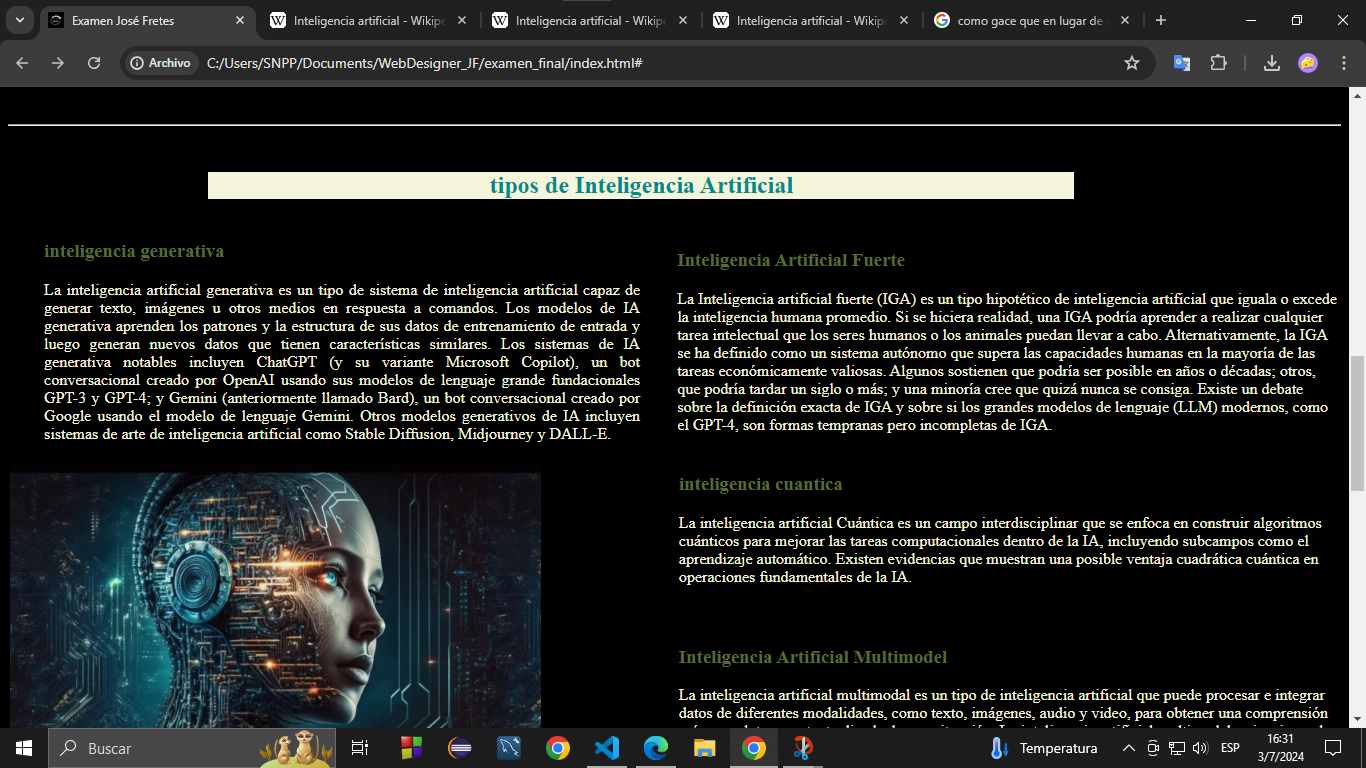 Examen José Fretes
Inteligencia artificial - Wikipe
Inteligencia artificial - Wikipe
Inteligencia artificial - Wikipe
como gace que en lugar de
Archivo
C:/Users/SNPP/Documents/WebDesigner_JF/examen_final/index.html#
tipos de Inteligencia Artificial
inteligencia generativa
La inteligencia artificial generativa es un tipo de sistema de inteligencia artificial capaz de
generar texto, imágenes u otros medios en respuesta a comandos. Los modelos de IA
generativa aprenden los patrones y la estructura de sus datos de entrenamiento de entrada y
luego generan nuevos datos que tienen características similares. Los sistemas de IA
generativa notables incluyen ChatGPT (y su variante Microsoft Copilot), un bot
conversacional creado por OpenAI usando sus modelos de lenguaje grande fundacionales
GPT-3 y GPT-4; y Gemini (anteriormente llamado Bard), un bot conversacional creado por
Google usando el modelo de lenguaje Gemini. Otros modelos generativos de IA incluyen
sistemas de arte de inteligencia artificial como Stable Diffusion, Midjourney y DALL-E.
Inteligencia Artificial Fuerte
La Inteligencia artificial fuerte (IGA) es un tipo hipotético de inteligencia artificial que iguala o excede
la inteligencia humana promedio. Si se hiciera realidad, una IGA podría aprender a realizar cualquier
tarea intelectual que los seres humanos o los animales puedan llevar a cabo. Alternativamente, la IGA
se ha definido como un sistema autónomo que supera las capacidades humanas en la mayoría de las
tareas económicamente valiosas. Algunos sostienen que podría ser posible en años o décadas; otros,
que podría tardar un siglo o más; y una minoría cree que quizá nunca se consiga. Existe un debate
sobre la definición exacta de IGA y sobre si los grandes modelos de lenguaje (LLM) modernos, como
el GPT-4, son formas tempranas pero incompletas de IGA.
inteligencia cuantica
La inteligencia artificial Cuántica es un campo interdisciplinar que se enfoca en construir algoritmos
cuánticos para mejorar las tareas computacionales dentro de la IA, incluyendo subcampos como el
aprendizaje automático. Existen evidencias que muestran una posible ventaja cuadrática cuántica en
operaciones fundamentales de la IA.
Inteligencia Artificial Multimodel
La inteligencia artificial multimodal es un tipo de inteligencia artificial que puede procesar e integrar
datos de diferentes modalidades, como texto, imágenes, audio y video, para obtener una comprensión
Buscar
Temperatura
ESP
16:31
3/7/2024